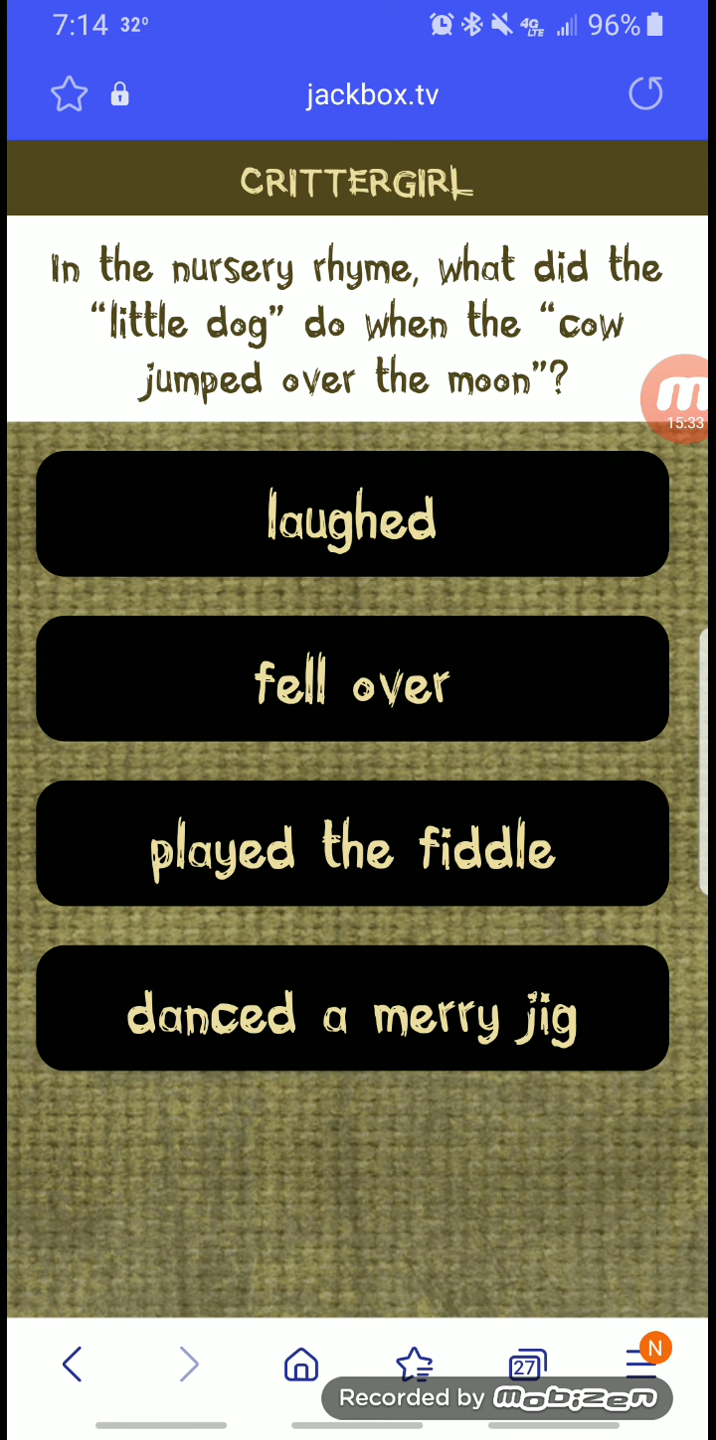 7:14 32° 4G LTE 96%
jackbox.tv
CRITTERGIRL
In the nursery rhyme, what did the
“little dog” do when the “cow
jumped over the moon”?
m
15:33
laughed
fell over
played the fiddle
danced a merry jig
N
27
Recorded by mobizen